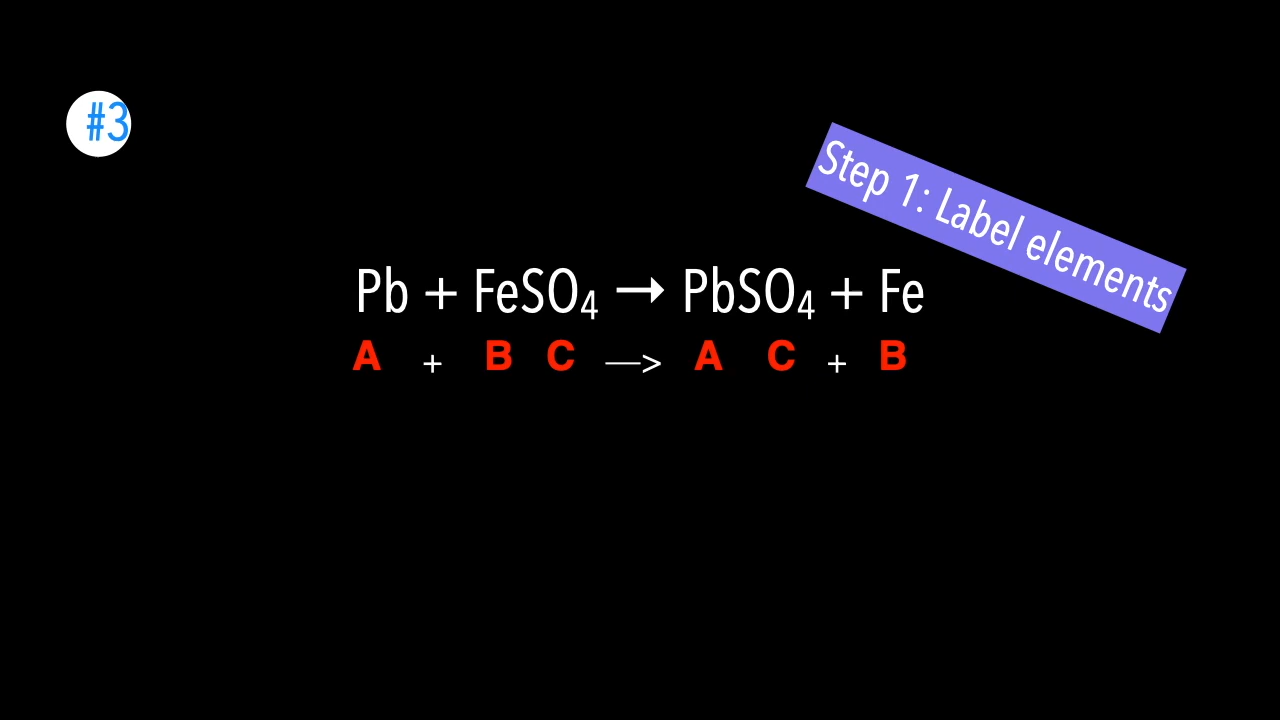 #3
Step 1: Label elements
Pb + FeSO₄ → PbSO₄ + Fe
A + B C —> A C + B